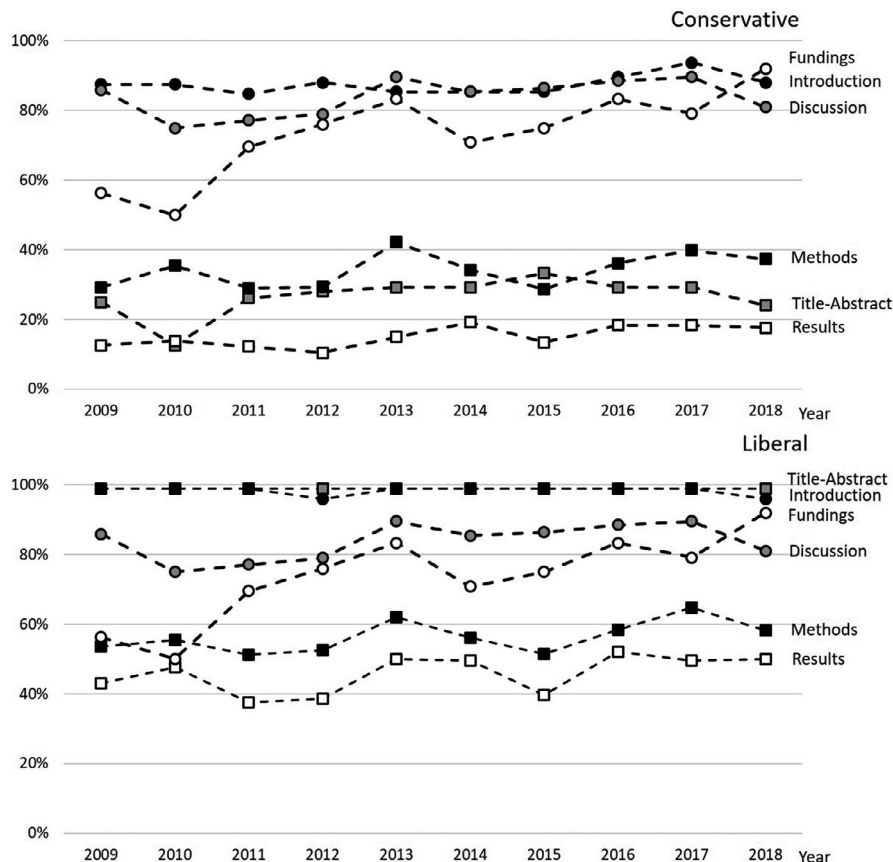 Conservative
100%
Fundings
Introduction
80%
Discussion
60%
40%
Methods
Title-Abstract
20%
Results
0%
2009 2010 2011 2012 2013 2014 2015 2016 2017 2018 Year
Liberal
100%
Title-Abstract
Introduction
Fundings
80%
Discussion
60%
Methods
Results
40%
20%
0%
2009 2010 2011 2012 2013 2014 2015 2016 2017 2018 Year